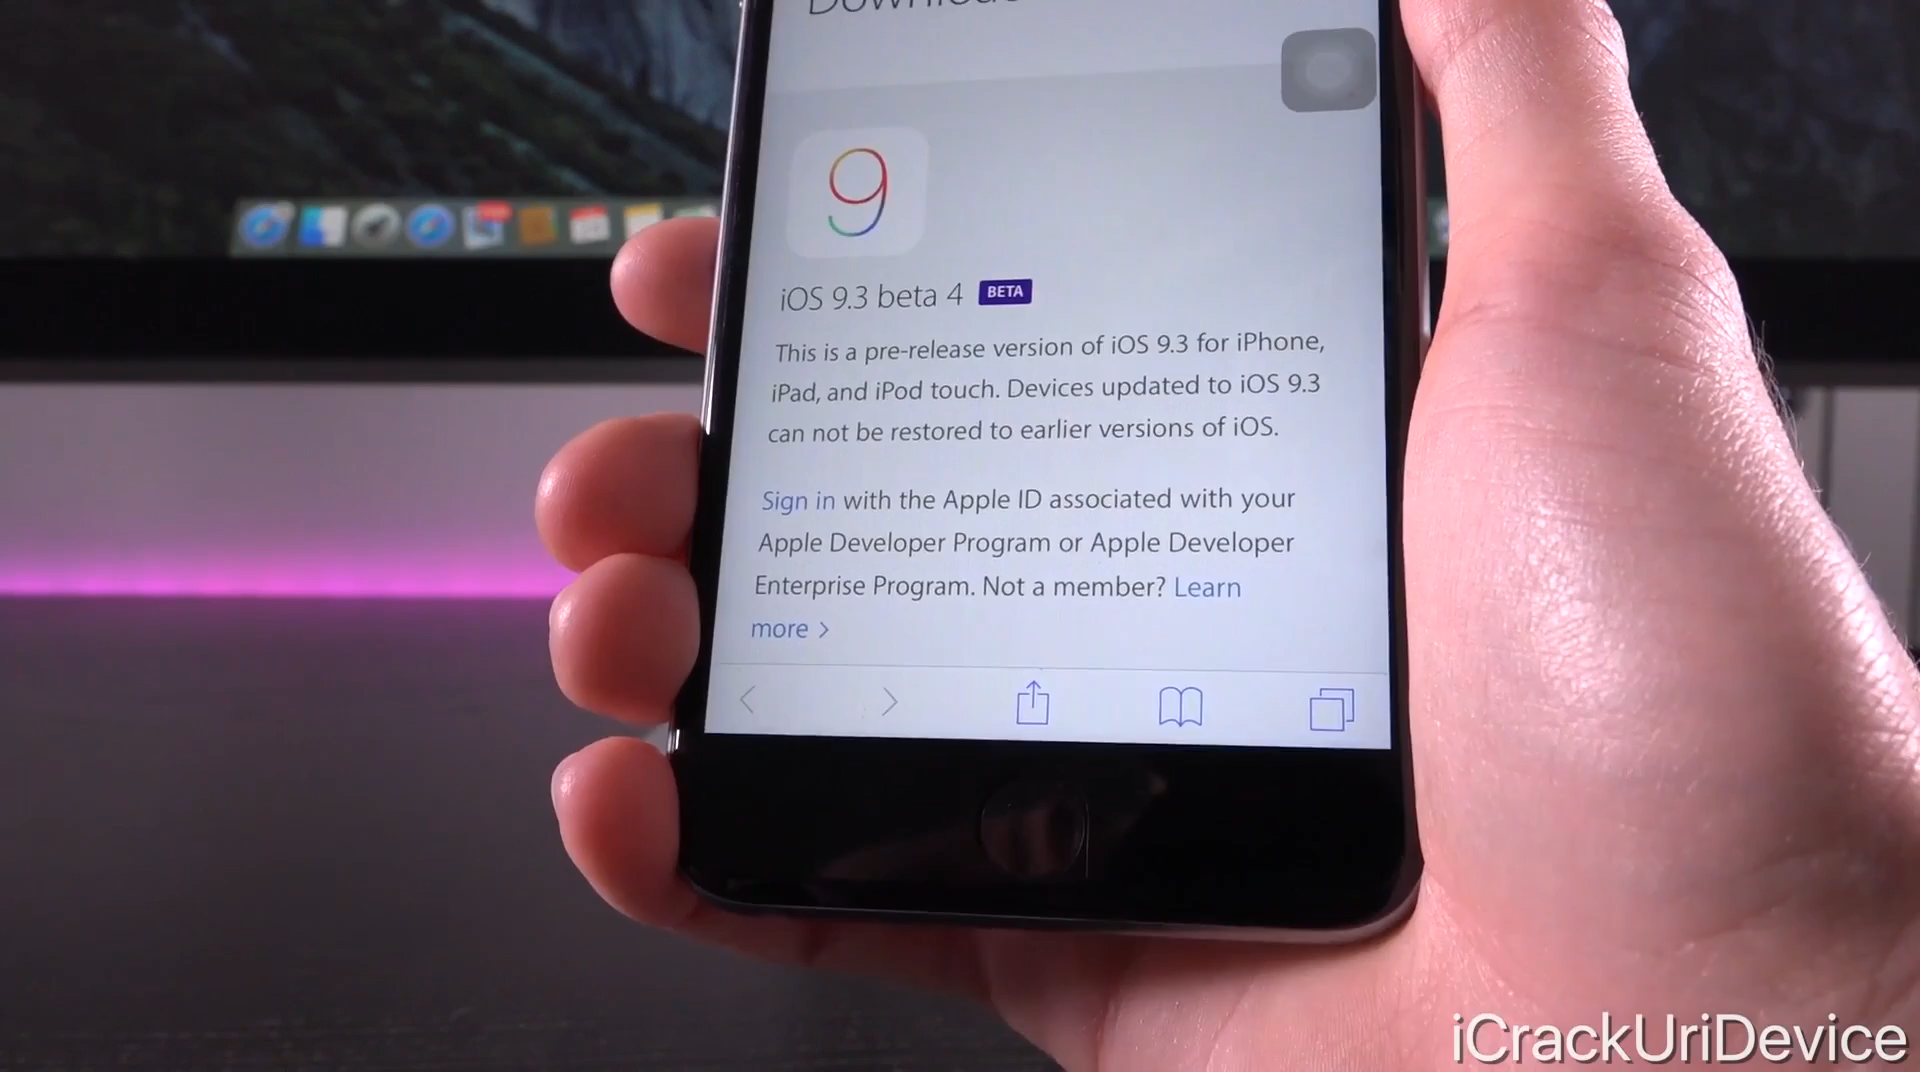 Downloads
9
iOS 9.3 beta 4 BETA
This is a pre-release version of iOS 9.3 for iPhone,
iPad, and iPod touch. Devices updated to iOS 9.3
can not be restored to earlier versions of iOS.
Sign in with the Apple ID associated with your
Apple Developer Program or Apple Developer
Enterprise Program. Not a member? Learn
more >
iCrackUriDevice